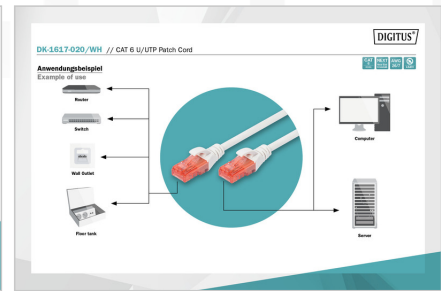 DIGITUS®
DK-1617-020/WH // CAT 6 U/UTP Patch Cord
Anwendungsbeispiel
Example of use
CAT
Router
Switch
Wall Outlet
Floor tank
Computer
Server